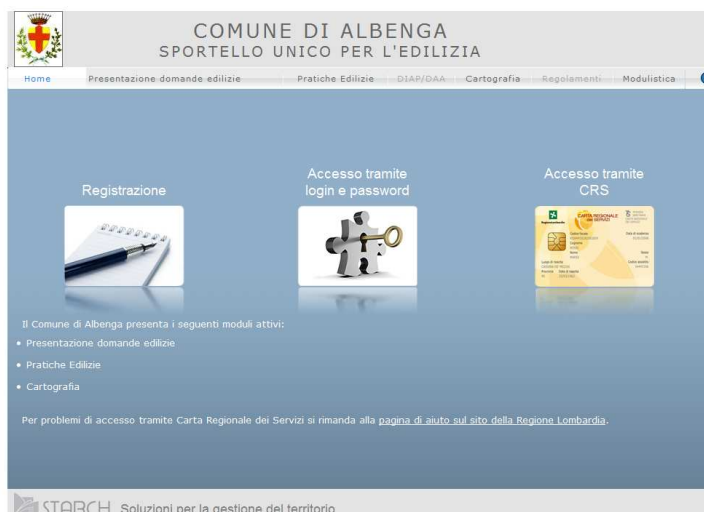 COMUNE DI ALBENGA
SPORTELLO UNICO PER L'EDILIZIA
Home Presentazione domande edilizie Pratiche Edilizie DIAP/DAA Cartografia Regolamenti Modulistica
Registrazione
Accesso tramite
login e password
Accesso tramite
CRS
CARTA REGIONALE
DEI SERVIZI
Il Comune di Albenga presenta i seguenti moduli attivi:
• Presentazione domande edilizie
• Pratiche Edilizie
• Cartografia
Per problemi di accesso tramite Carta Regionale dei Servizi si rimanda alla pagina di aiuto sul sito della Regione Lombardia.
STARCH Soluzioni per la gestione del territorio